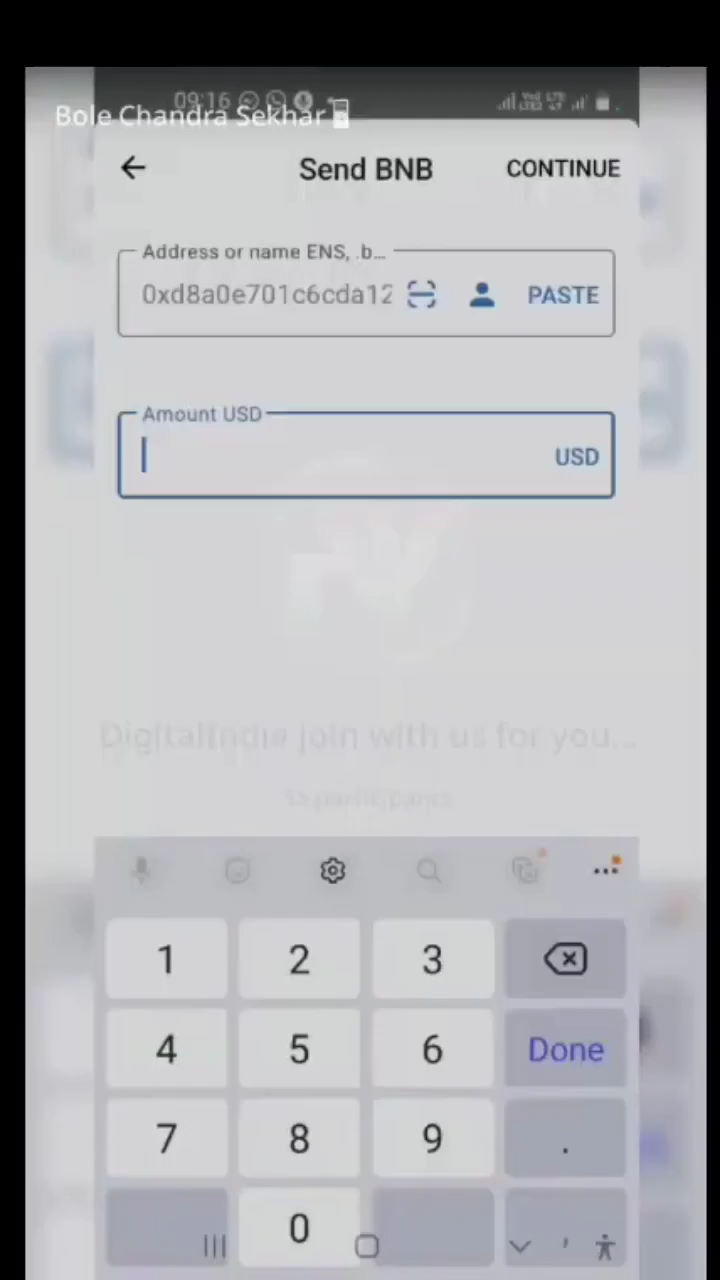 09:16
Bole Chandra Sekhar
Send BNB
CONTINUE
Address or name ENS, .b...
0xd8a0e701c6cda12
PASTE
Amount USD
USD
DigitalIndia join with us for you...
participants
1 2 3
4 5 6 Done
7 8 9 .
0 ,